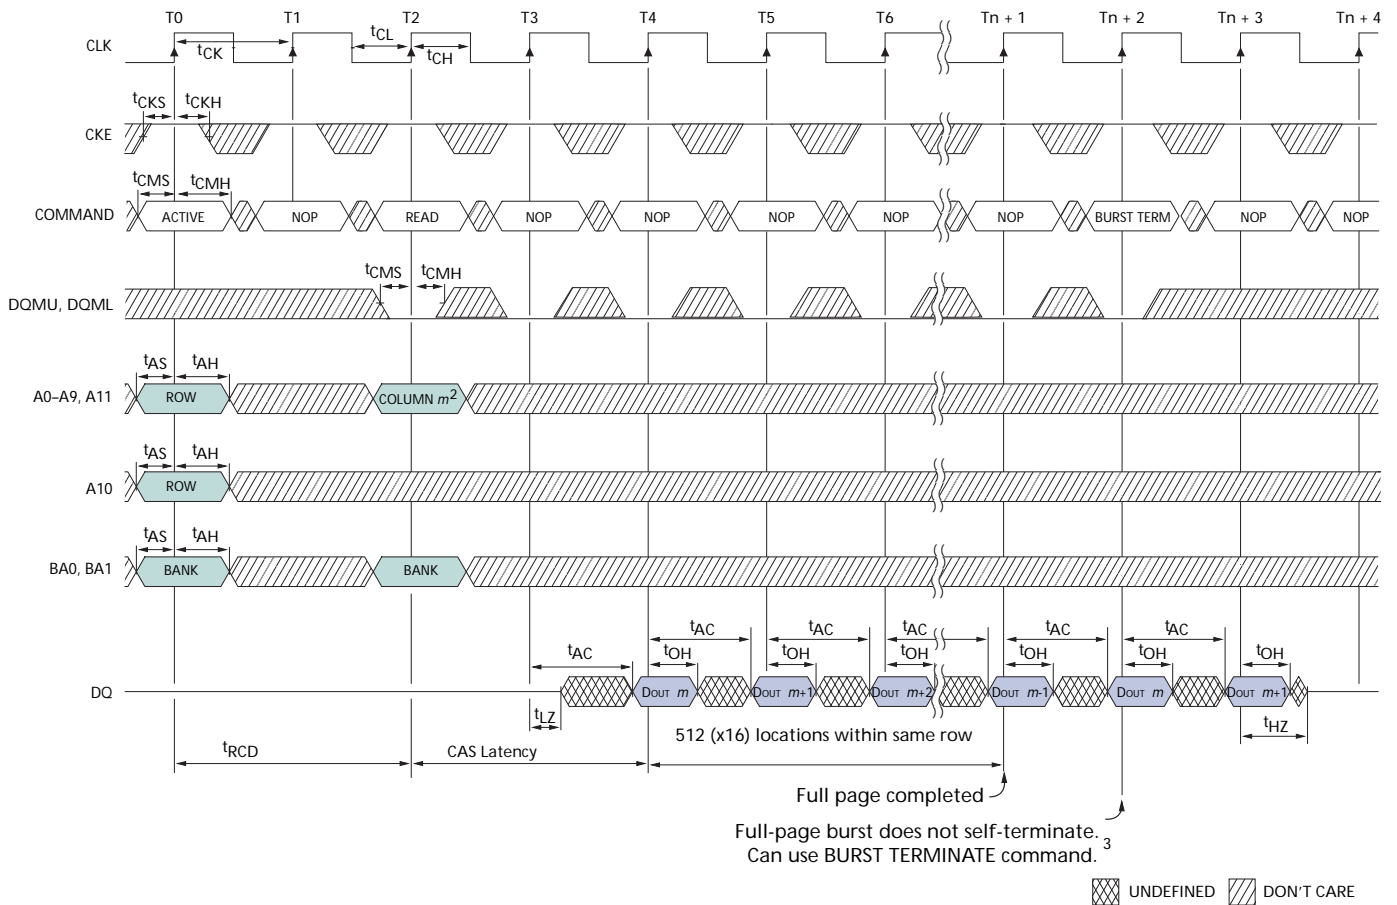 T0 T1 T2 T3 T4 T5 T6 Tn + 1 Tn + 2 Tn + 3 Tn + 4
CLK
tCK
tCL
tCH
tCKS tCKH
CKE
tCMS tCMH
COMMAND ACTIVE NOP READ NOP NOP NOP NOP NOP BURST TERM NOP NOP
tCMS tCMH
DQMU, DQML
tAS tAH
A0–A9, A11 ROW COLUMN m2
tAS tAH
A10 ROW
tAS tAH
BA0, BA1 BANK BANK
tAC tAC tAC tAC tAC tAC
tOH tOH tOH tOH tOH tOH
DQ DOUT m DOUT m+1 DOUT m+2 DOUT m-1 DOUT m DOUT m+1
tLZ
tHZ
512 (x16) locations within same row
tRCD CAS Latency
Full page completed
Full-page burst does not self-terminate.
Can use BURST TERMINATE command. 3
UNDEFINED DON'T CARE